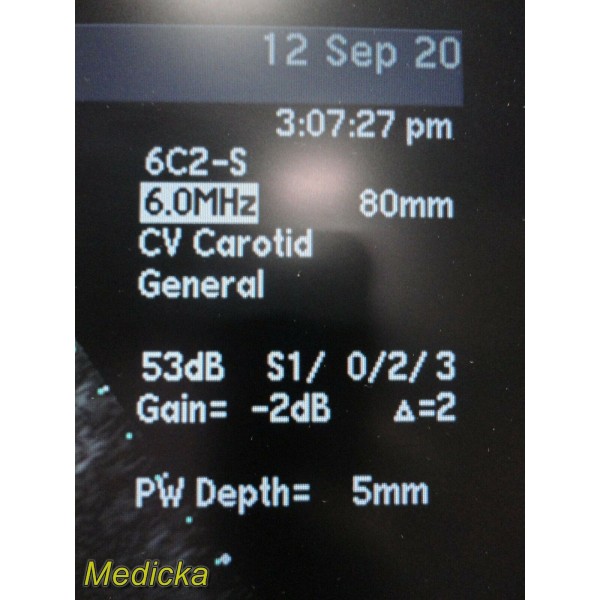 12 Sep 20
3:07:27 pm
6C2-S
6.0MHz 80mm
CV Carotid
General
53dB S1/ 0/2/3
Gain= -2dB Δ=2
PW Depth= 5mm
Medicka